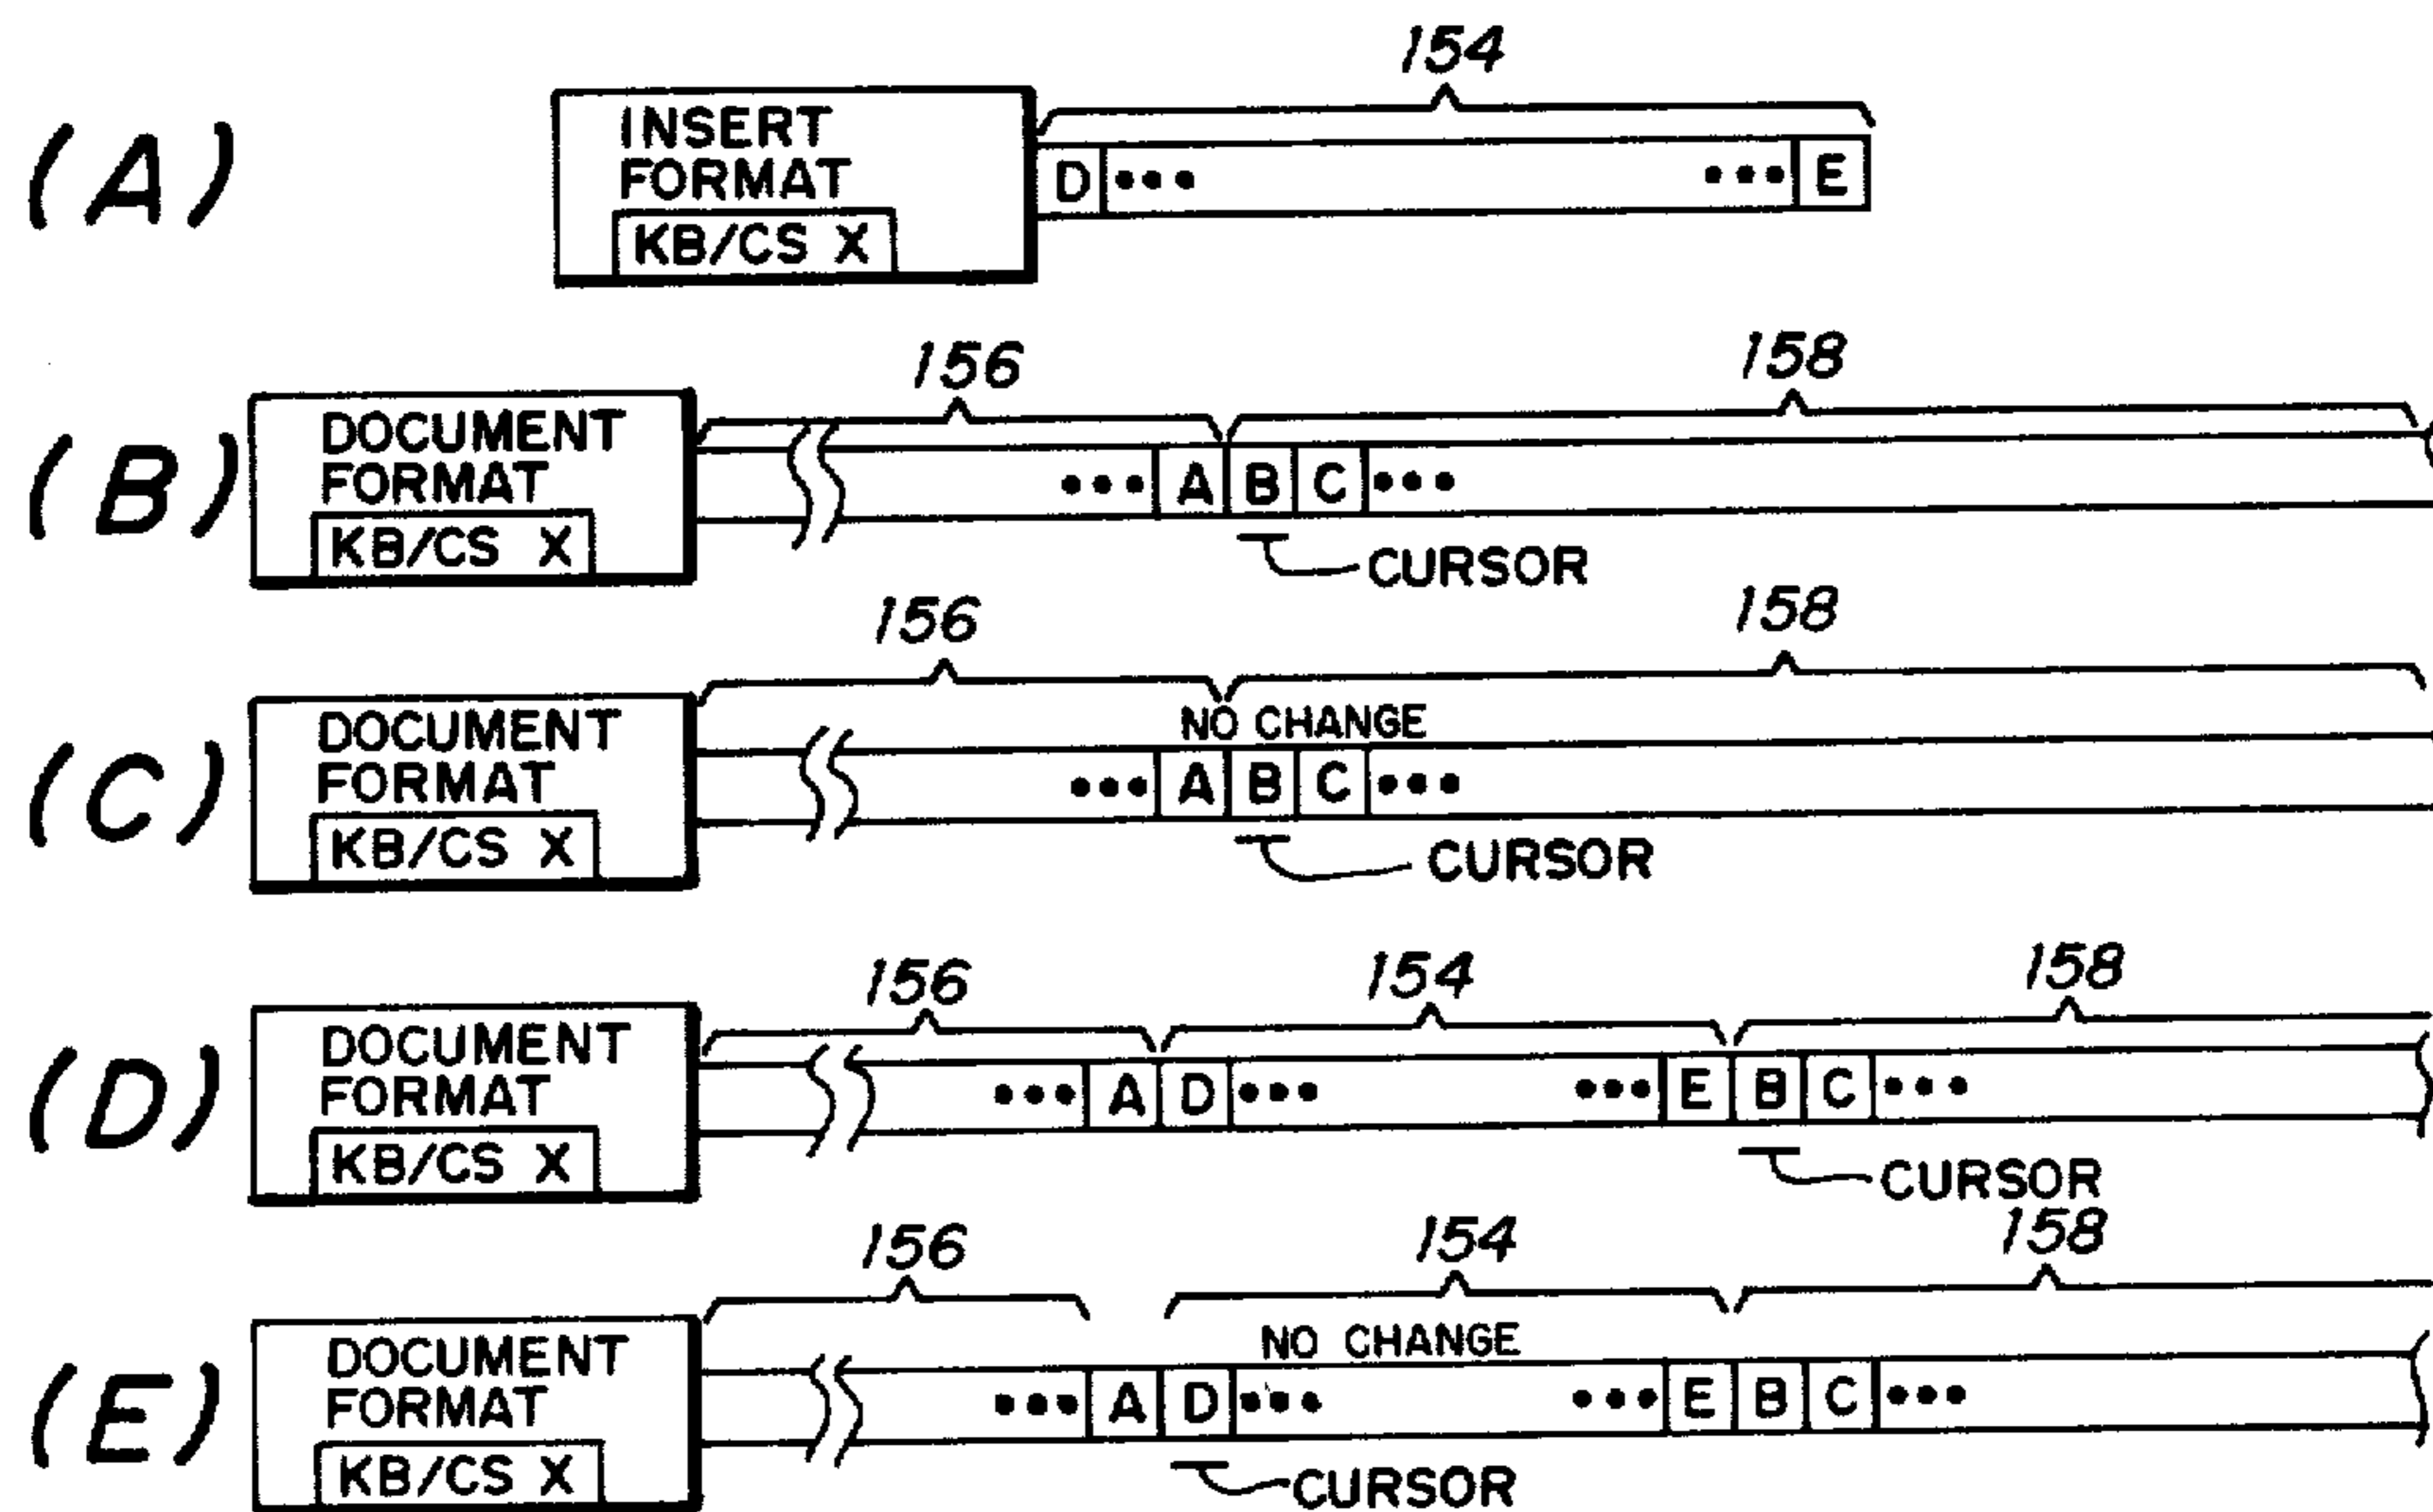 154
(A)
INSERT
FORMAT
KB/CS X
D ••• ••• E
156 158
(B)
DOCUMENT
FORMAT
KB/CS X
••• A B C •••
CURSOR
156 158
(C)
DOCUMENT
FORMAT
KB/CS X
NO CHANGE
••• A B C •••
CURSOR
156 154 158
(D)
DOCUMENT
FORMAT
KB/CS X
••• A D ••• ••• E B C •••
CURSOR
156 154 158
(E)
DOCUMENT
FORMAT
KB/CS X
NO CHANGE
••• A D ••• ••• E B C •••
CURSOR